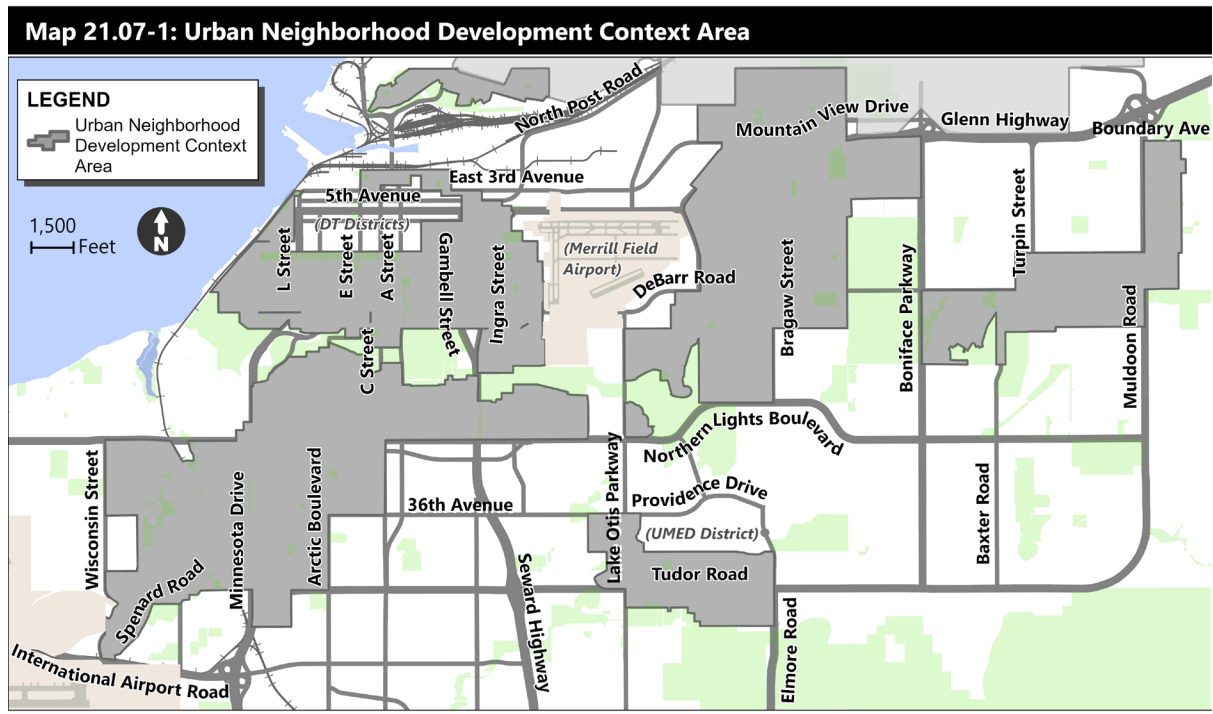 Map 21.07-1: Urban Neighborhood Development Context Area
LEGEND
Urban Neighborhood
Development Context
Area
1,500
Feet
N
North Post Road
Mountain View Drive
Glenn Highway
Boundary Ave
East 3rd Avenue
5th Avenue
(DT Districts)
L Street
E Street
A Street
Gambell Street
Ingra Street
(Merrill Field
Airport)
DeBarr Road
Bragaw Street
Boniface Parkway
Turpin Street
Muldoon Road
C Street
Northern Lights Boulevard
Wisconsin Street
Minnesota Drive
Arctic Boulevard
36th Avenue
Lake Otis Parkway
Providence Drive
(UMED District)
Baxter Road
Spenard Road
Seward Highway
Tudor Road
Elmore Road
International Airport Road